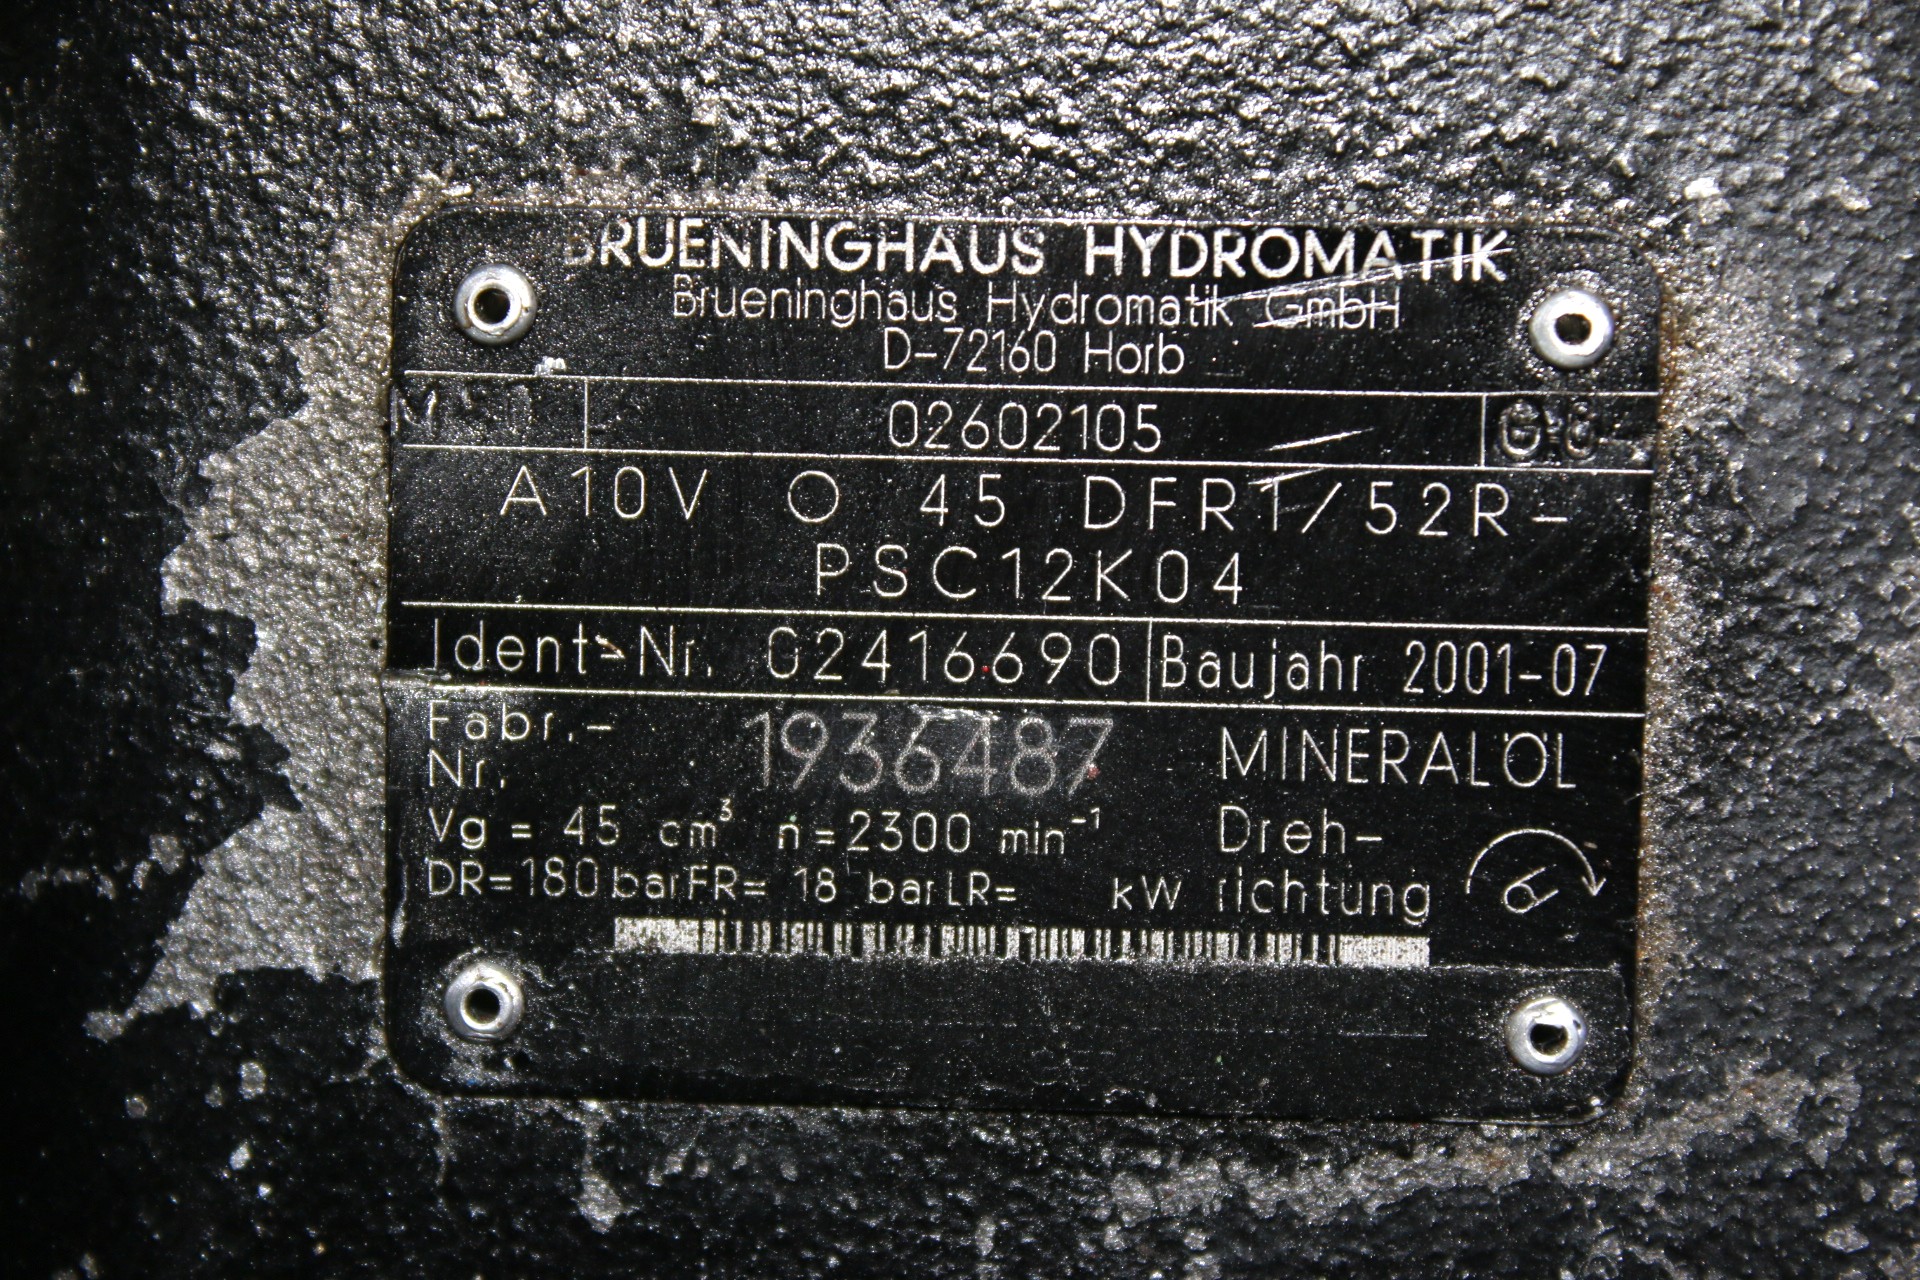 BRUENINGHAUS HYDROMATIK
Brueninghaus Hydromatik GmbH
D-72160 Horb
02602105
A10V O 45 DFR1/52R-
PSC12K04
Ident-Nr. 02416690 Baujahr 2001-07
Fabr.-
Nr. 1936487 MINERALÖL
Vg = 45 cm³ n=2300 min⁻¹ Dreh-
DR=180 bar FR= 18 bar LR= kW richtung